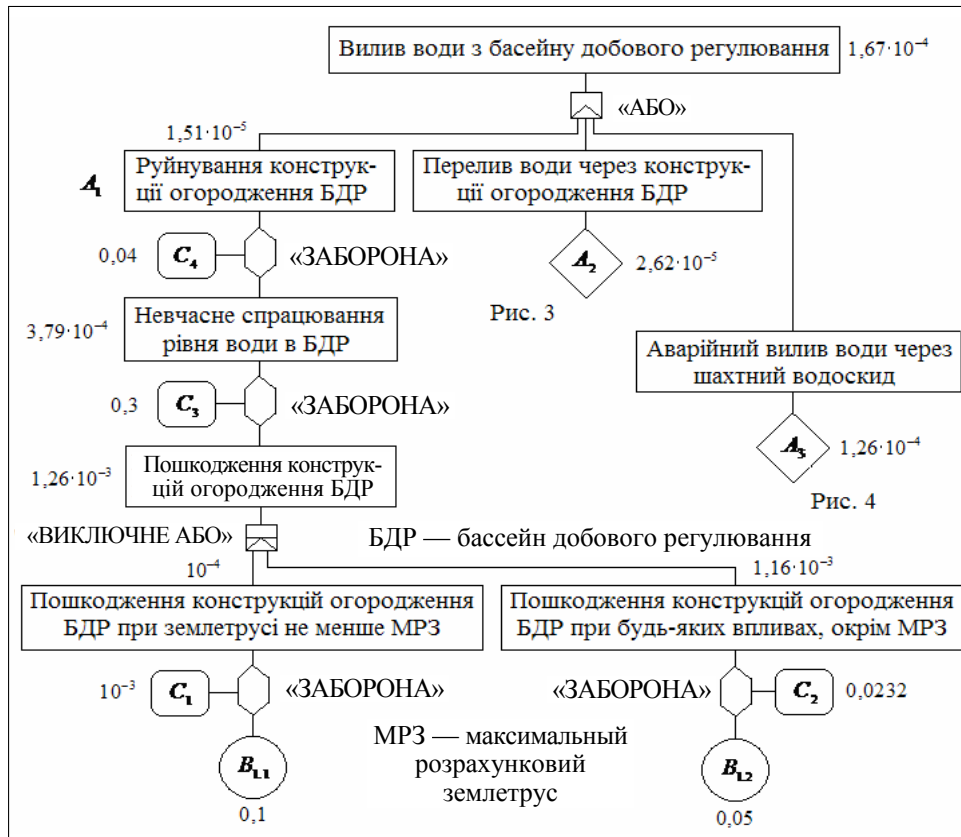 Вилив води з басейну добового регулювання
1,67·10⁻⁴
«АБО»
1,51·10⁻⁵
A₁
Руйнування конструк-
ції огородження БДР
Перелив води через конструк-
ції огородження БДР
0,04
C₄
«ЗАБОРОНА»
A₂
2,62·10⁻⁵
Рис. 3
3,79·10⁻⁴
Невчасне спрацювання
рівня води в БДР
Аварійний вилив води через
шахтний водоскид
0,3
C₃
«ЗАБОРОНА»
A₃
1,26·10⁻⁴
Рис. 4
1,26·10⁻³
Пошкодження конструк-
цій огородження БДР
«ВИКЛЮЧНЕ АБО»
БДР — бассейн добового регулювання
10⁻⁴
1,16·10⁻³
Пошкодження конструкцій огородження
БДР при землетрусі не менше МРЗ
Пошкодження конструкцій огородження
БДР при будь-яких впливах, окрім МРЗ
10⁻³
C₁
«ЗАБОРОНА»
«ЗАБОРОНА»
C₂
0,0232
МРЗ — максимальный
розрахунковий
землетрус
B₁.₁
0,1
B₁.₂
0,05